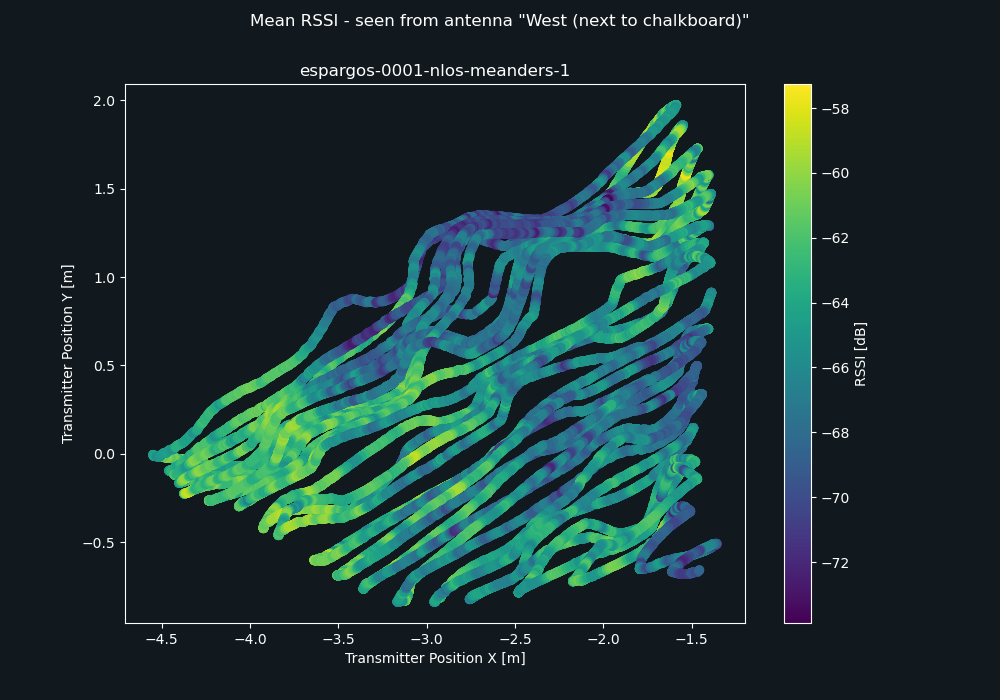 Mean RSSI - seen from antenna "West (next to chalkboard)"
espargos-0001-nlos-meanders-1
2.0
1.5
1.0
0.5
0.0
−0.5
Transmitter Position Y [m]
−4.5 −4.0 −3.5 −3.0 −2.5 −2.0 −1.5
Transmitter Position X [m]
−58
−60
−62
−64
−66
−68
−70
−72
RSSI [dB]